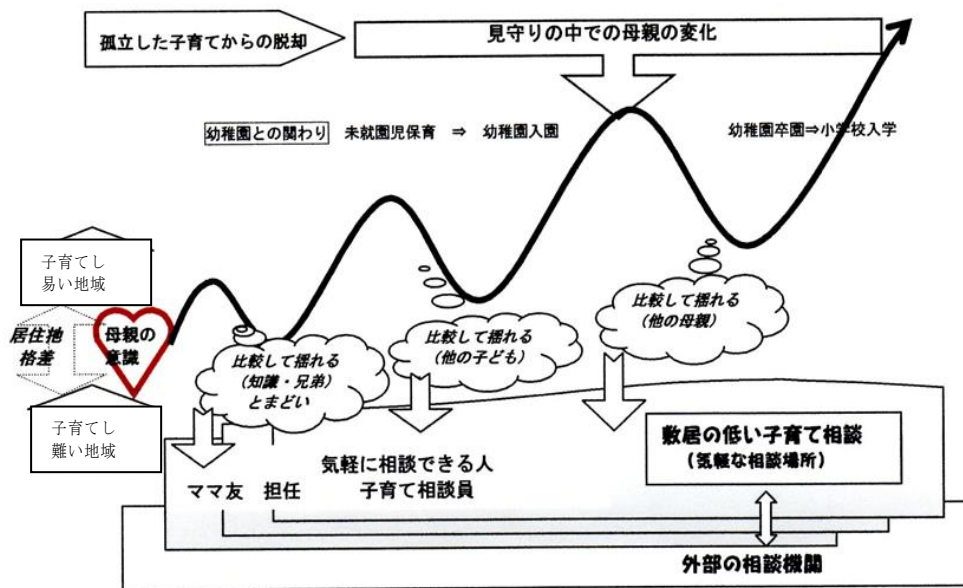 孤立した子育てからの脱却
見守りの中での母親の変化
幼稚園との関わり 未就園児保育 ⇒ 幼稚園入園
幼稚園卒園⇒小学校入学
子育てし
易い地域
居住地
格差
母親の
意識
子育てし
難い地域
比較して揺れる
（知識・兄弟）
とまどい
比較して揺れる
（他の子ども）
比較して揺れる
（他の母親）
ママ友 担任
気軽に相談できる人
子育て相談員
敷居の低い子育て相談
（気軽な相談場所）
外部の相談機関